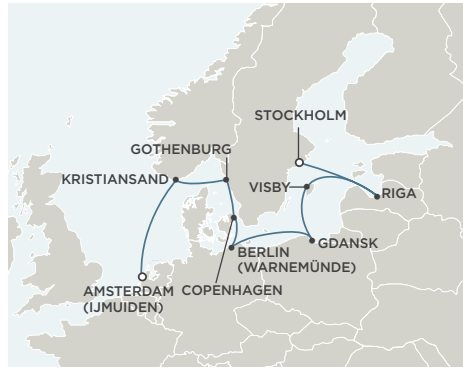 STOCKHOLM
GOTHENBURG
KRISTIANSAND
VISBY
RIGA
GDANSK
BERLIN
(WARNEMÜNDE)
AMSTERDAM
(IJMUIDEN)
COPENHAGEN